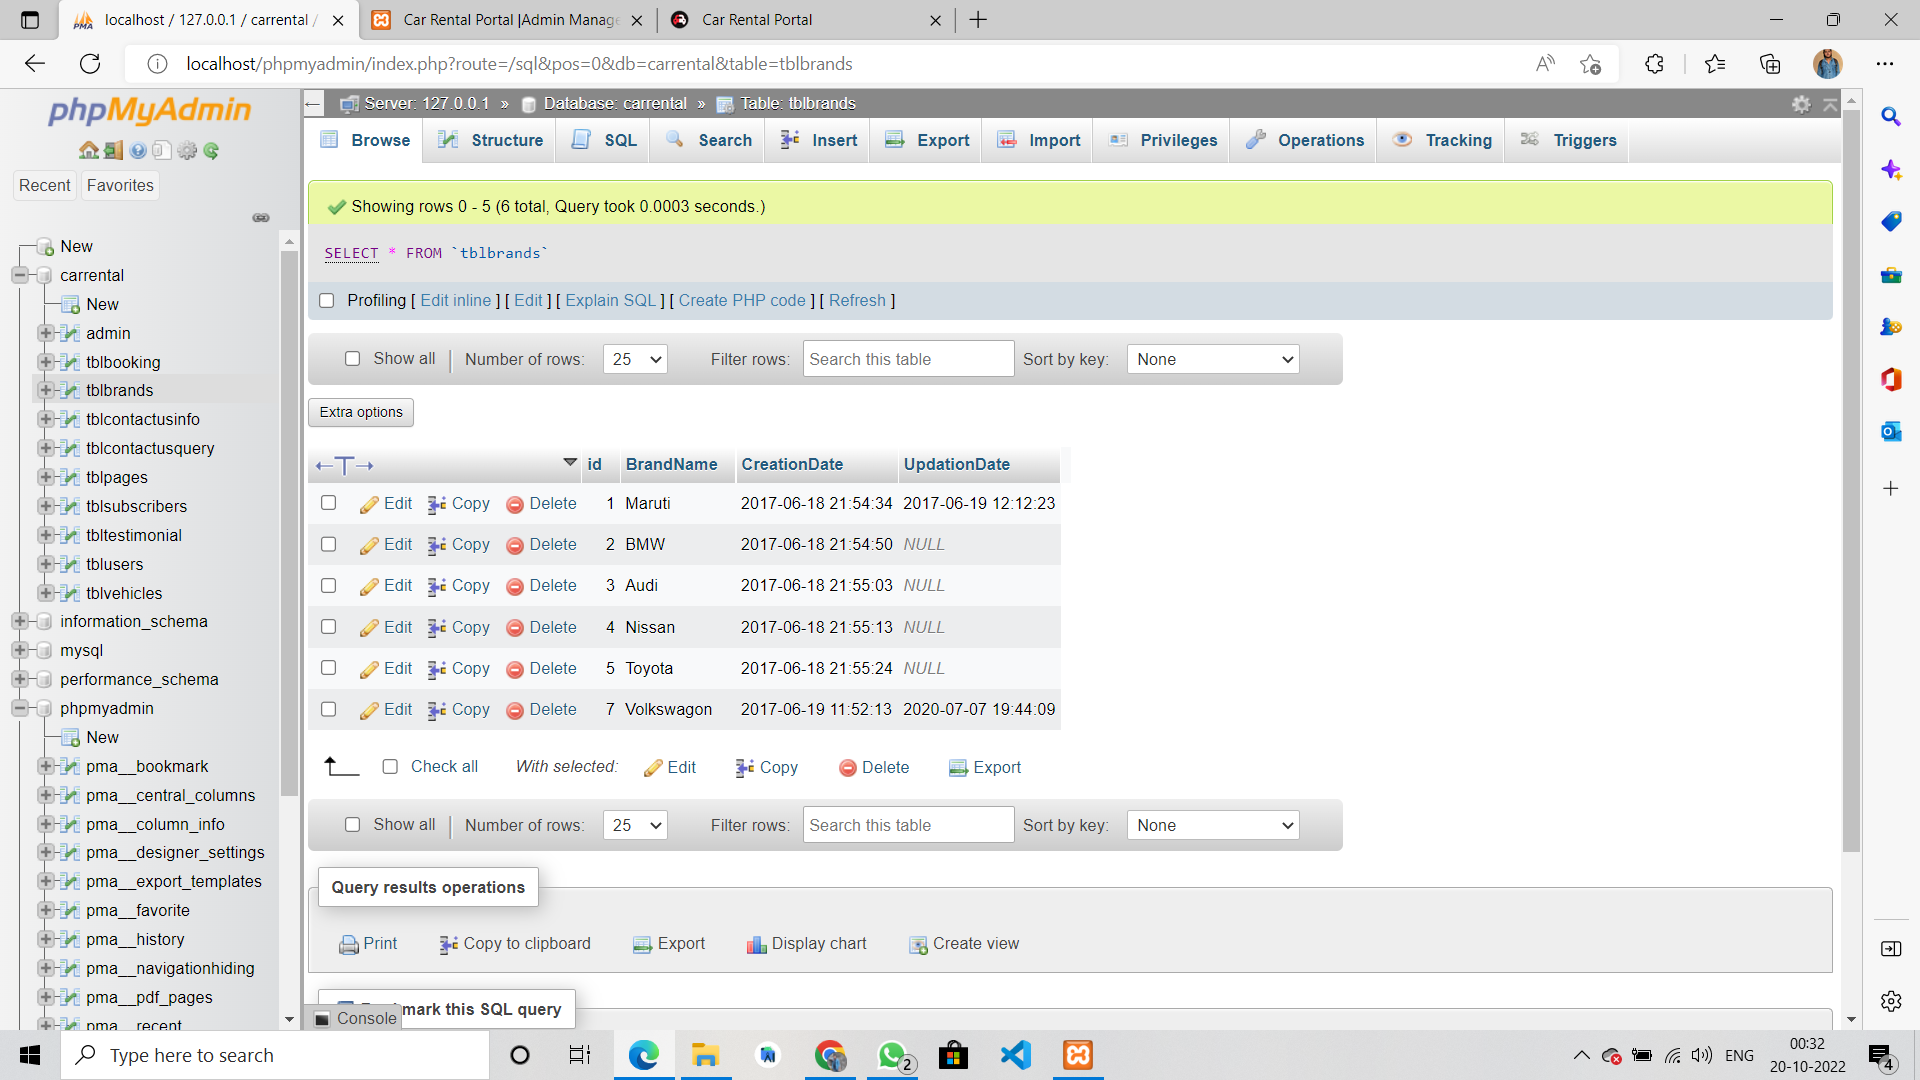 localhost / 127.0.0.1 / carrental /
Car Rental Portal |Admin Manage
Car Rental Portal
localhost/phpmyadmin/index.php?route=/sql&pos=0&db=carrental&table=tblbrands
phpMyAdmin
Recent Favorites
New
carrental
New
admin
tblbooking
tblbrands
tblcontactusinfo
tblcontactusquery
tblpages
tblsubscribers
tbltestimonial
tblusers
tblvehicles
information_schema
mysql
performance_schema
phpmyadmin
New
pma__bookmark
pma__central_columns
pma__column_info
pma__designer_settings
pma__export_templates
pma__favorite
pma__history
pma__navigationhiding
pma__pdf_pages
pma__recent
Server: 127.0.0.1 » Database: carrental » Table: tblbrands
Browse Structure SQL Search Insert Export Import Privileges Operations Tracking Triggers
Showing rows 0 - 5 (6 total, Query took 0.0003 seconds.)
SELECT * FROM `tblbrands`
Profiling [ Edit inline ] [ Edit ] [ Explain SQL ] [ Create PHP code ] [ Refresh ]
Show all | Number of rows: 25 Filter rows: Search this table Sort by key: None
Extra options
←T→ id BrandName CreationDate UpdationDate
Edit Copy Delete 1 Maruti 2017-06-18 21:54:34 2017-06-19 12:12:23
Edit Copy Delete 2 BMW 2017-06-18 21:54:50 NULL
Edit Copy Delete 3 Audi 2017-06-18 21:55:03 NULL
Edit Copy Delete 4 Nissan 2017-06-18 21:55:13 NULL
Edit Copy Delete 5 Toyota 2017-06-18 21:55:24 NULL
Edit Copy Delete 7 Volkswagon 2017-06-19 11:52:13 2020-07-07 19:44:09
Check all With selected: Edit Copy Delete Export
Show all | Number of rows: 25 Filter rows: Search this table Sort by key: None
Query results operations
Print Copy to clipboard Export Display chart Create view
mark this SQL query
Console
Type here to search
2
ENG
00:32
20-10-2022
4